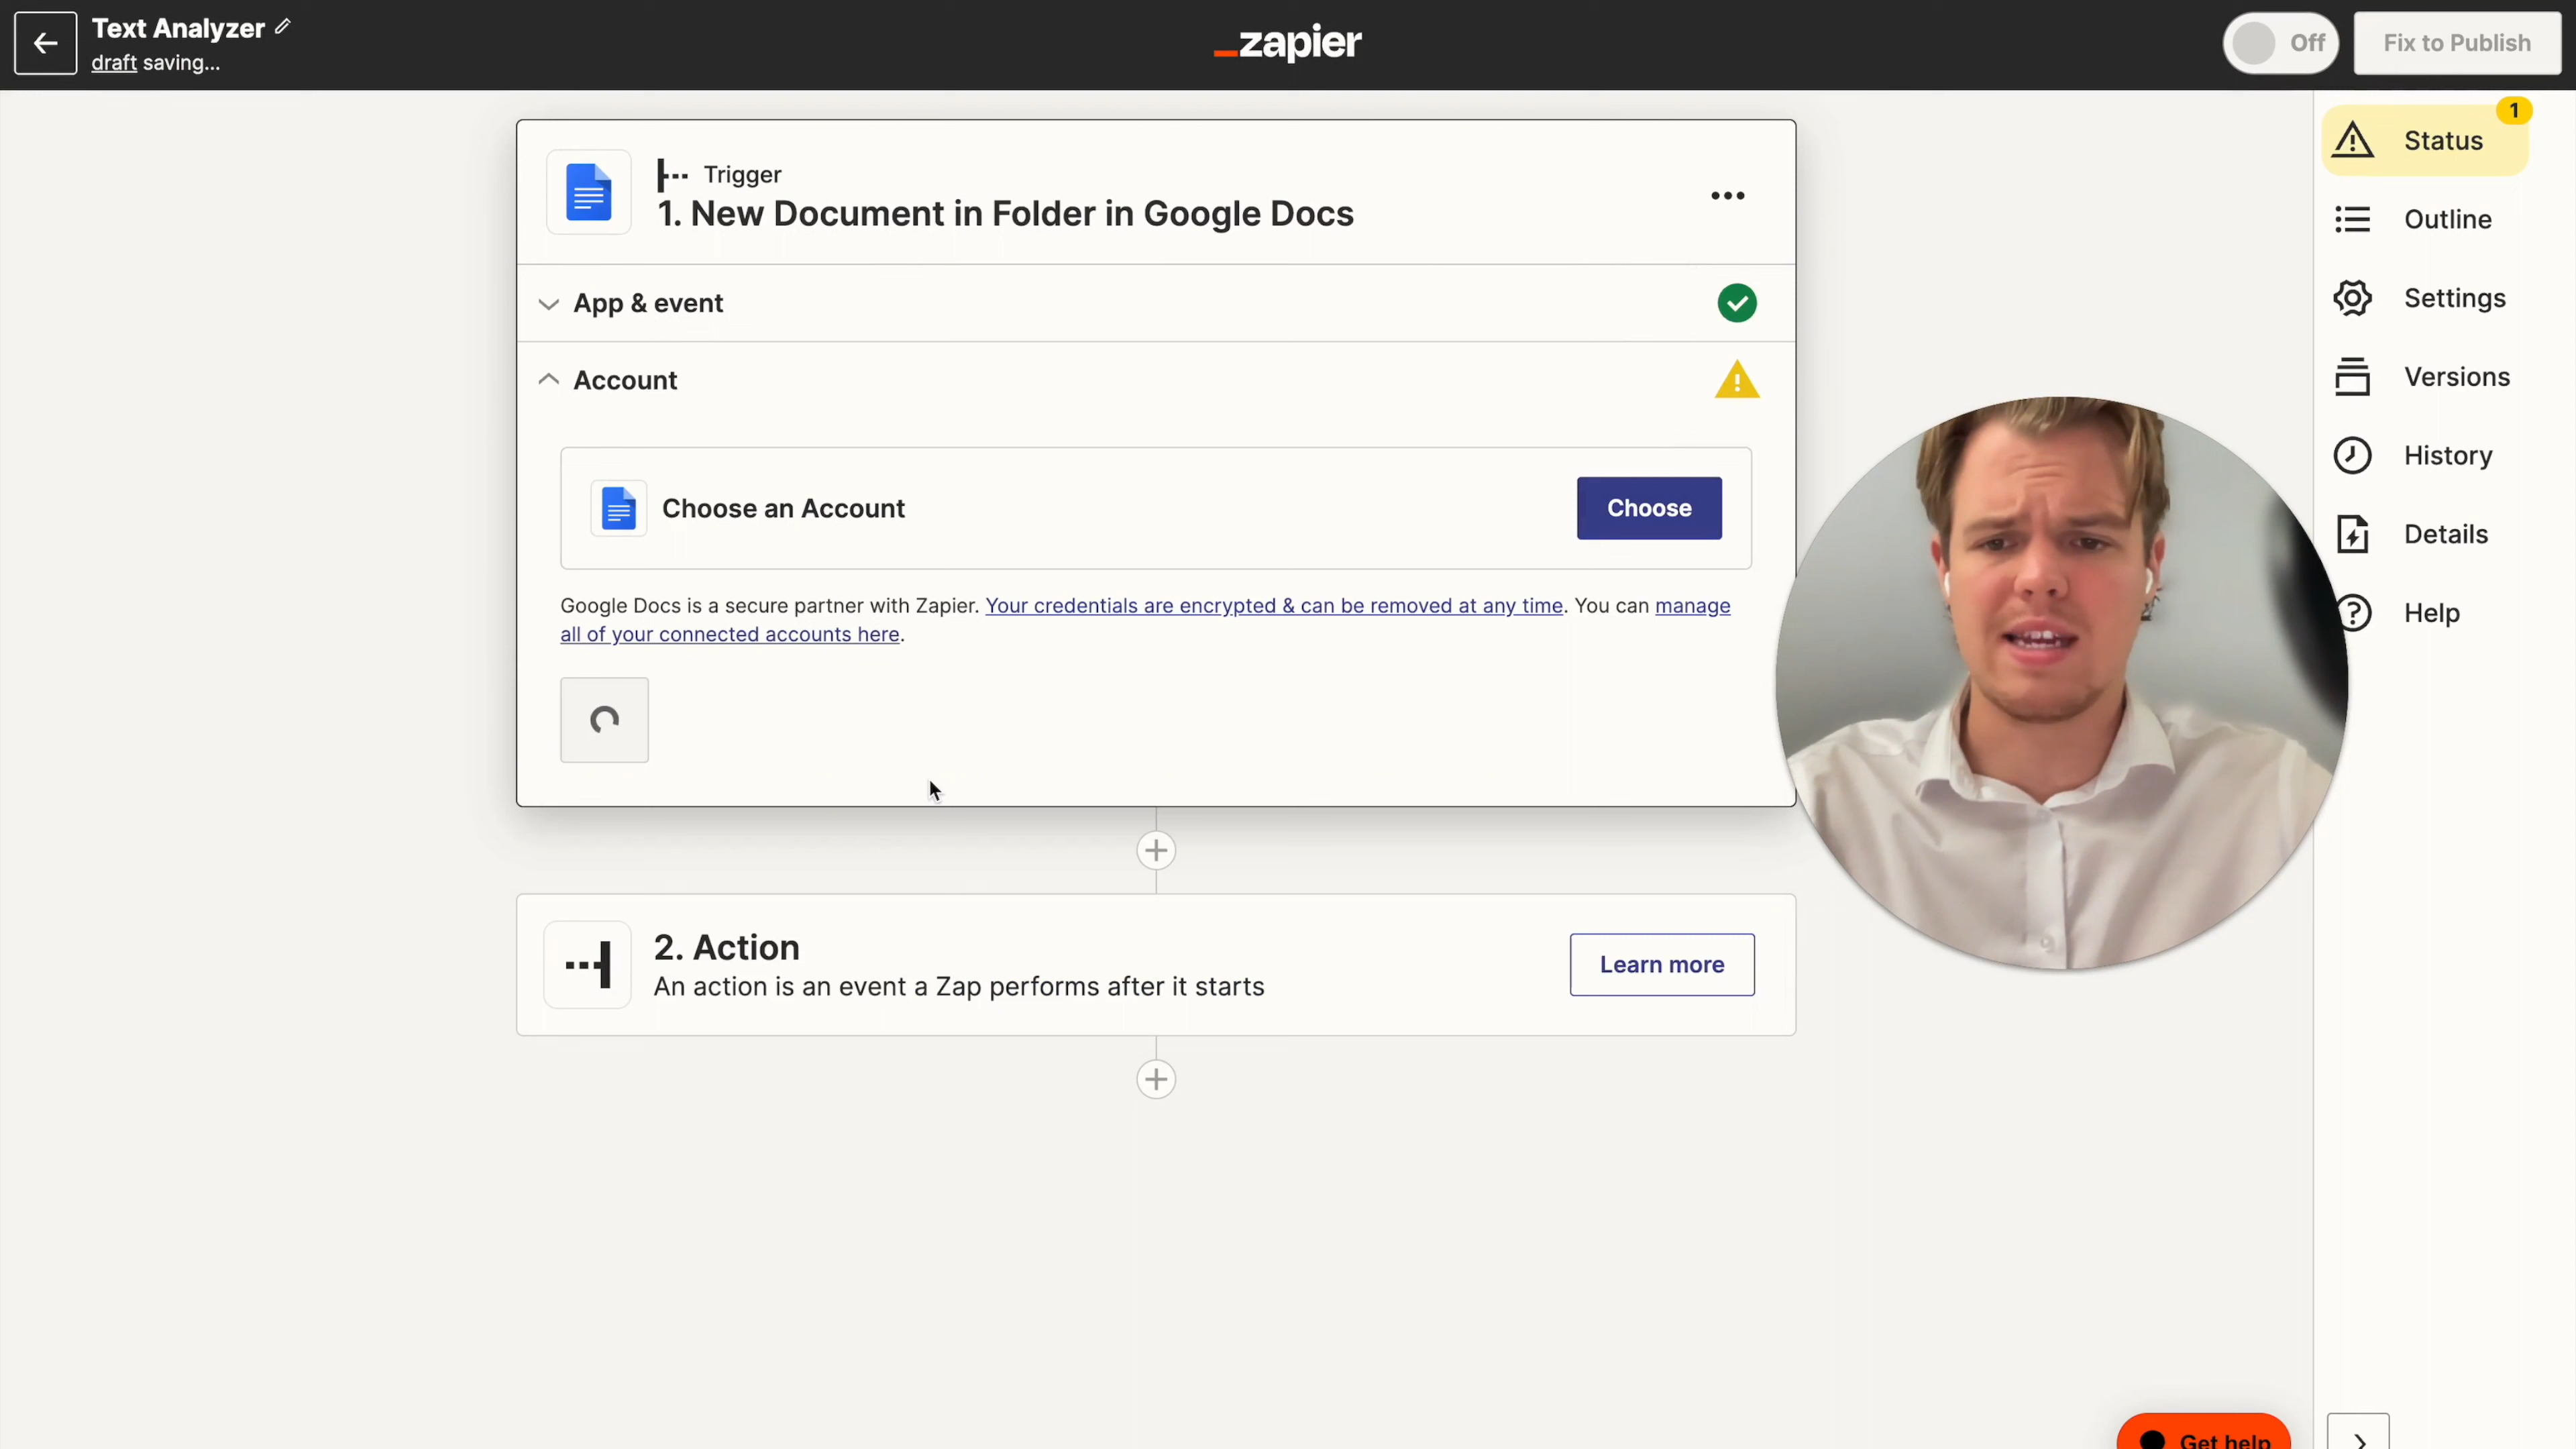 Text Analyzer
draft saving...
zapier
Off
Fix to Publish
Trigger
1. New Document in Folder in Google Docs
App & event
Account
Choose an Account
Choose
Google Docs is a secure partner with Zapier. Your credentials are encrypted & can be removed at any time. You can manage
all of your connected accounts here.
2. Action
An action is an event a Zap performs after it starts
Learn more
1
Status
Outline
Settings
Versions
History
Details
Help
Get help